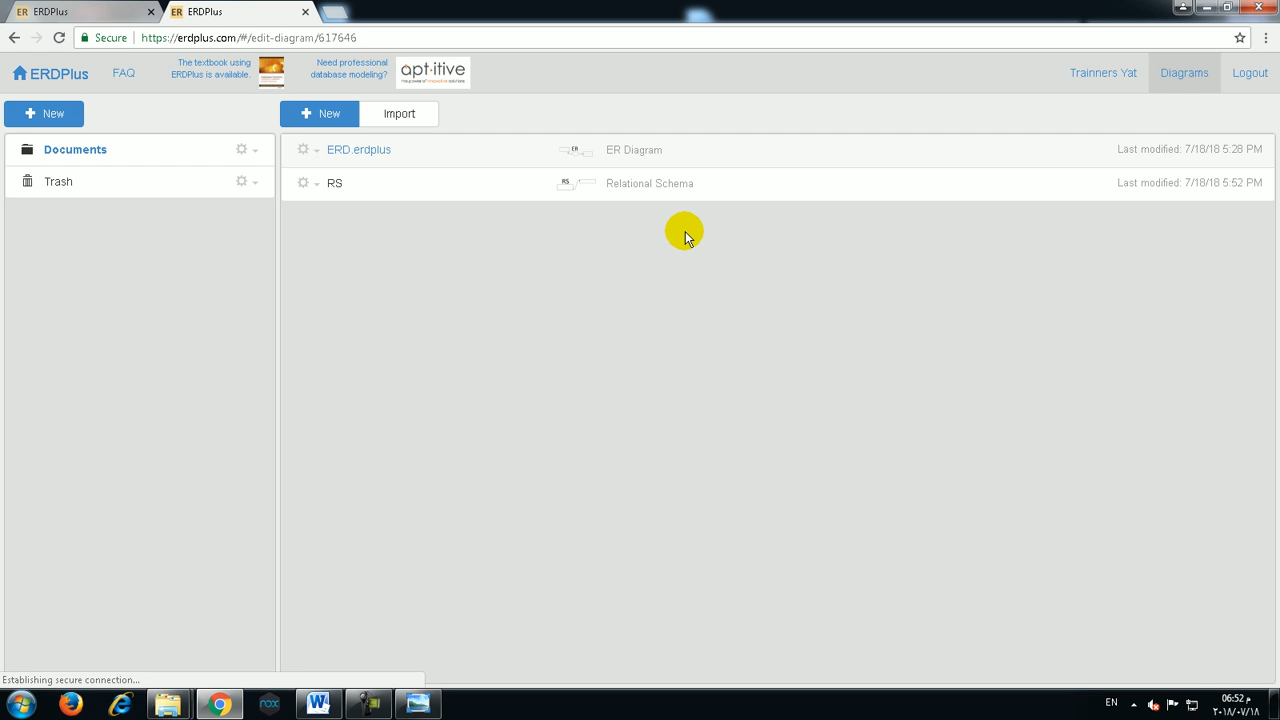 ERDPlus
ERDPlus
Secure https://erdplus.com/#/edit-diagram/617646
ERDPlus
FAQ
The textbook using
ERDPlus is available.
Need professional
database modeling?
apt·itive
Trainners Yat
Diagrams
Logout
New
New
Import
Documents
Trash
ERD.erdplus
ER
ER Diagram
Last modified: 7/18/18 5:28 PM
RS
RS
Relational Schema
Last modified: 7/18/18 5:52 PM
Establishing secure connection...
nox
EN
06:52 م
٢٠١٨/٠٧/١٨